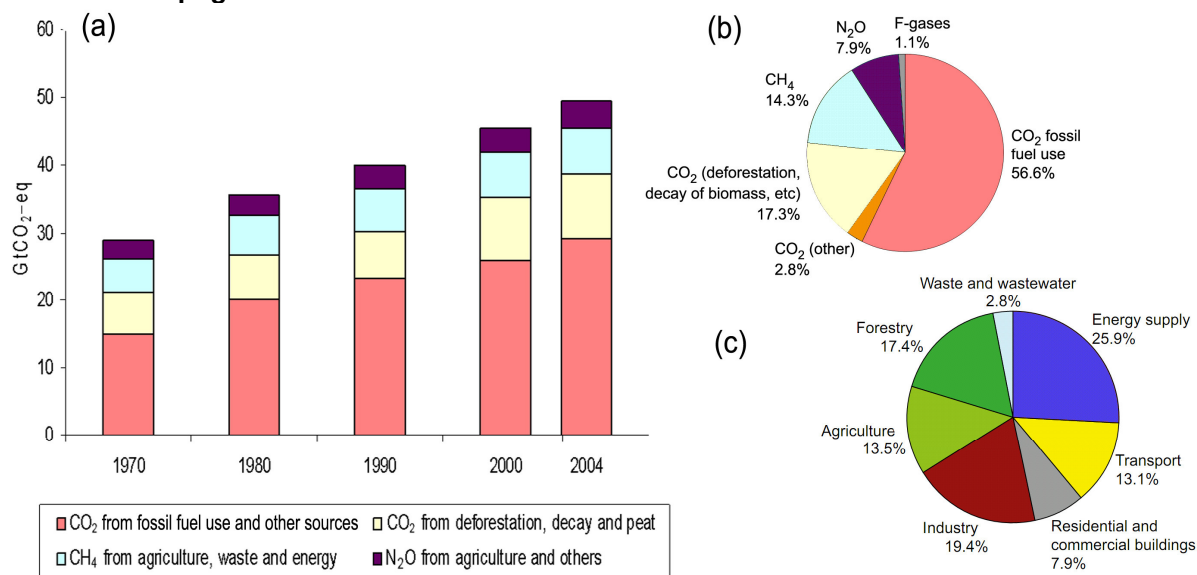 (a)
60
50
40
30
20
10
0
GtCO₂-eq
1970 1980 1990 2000 2004
CO₂ from fossil fuel use and other sources
CO₂ from deforestation, decay and peat
CH₄ from agriculture, waste and energy
N₂O from agriculture and others
(b)
F-gases
1.1%
N₂O
7.9%
CH₄
14.3%
CO₂ fossil
fuel use
56.6%
CO₂ (deforestation,
decay of biomass, etc)
17.3%
CO₂ (other)
2.8%
(c)
Waste and wastewater
2.8%
Energy supply
25.9%
Forestry
17.4%
Agriculture
13.5%
Transport
13.1%
Industry
19.4%
Residential and
commercial buildings
7.9%